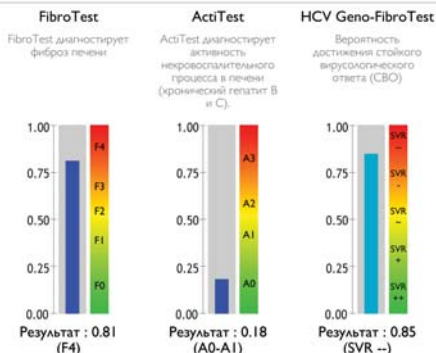 FibroTest
FibroTest диагностирует
фиброз печени
1.00
0.75
0.50
0.25
0.00
F4
F3
F2
F1
F0
Результат : 0.81
(F4)
ActiTest
ActiTest диагностирует
активность
некровоспалительного
процесса в печени
(хронический гепатит В
и С).
1.00
0.75
0.50
0.25
0.00
A3
A2
A1
A0
Результат : 0.18
(A0-A1)
HCV Geno-FibroTest
Вероятность
достижения стойкого
вирусологического
ответа (СВО)
1.00
0.75
0.50
0.25
0.00
SVR
--
SVR
-
SVR
~
SVR
+
SVR
++
Результат : 0.85
(SVR --)